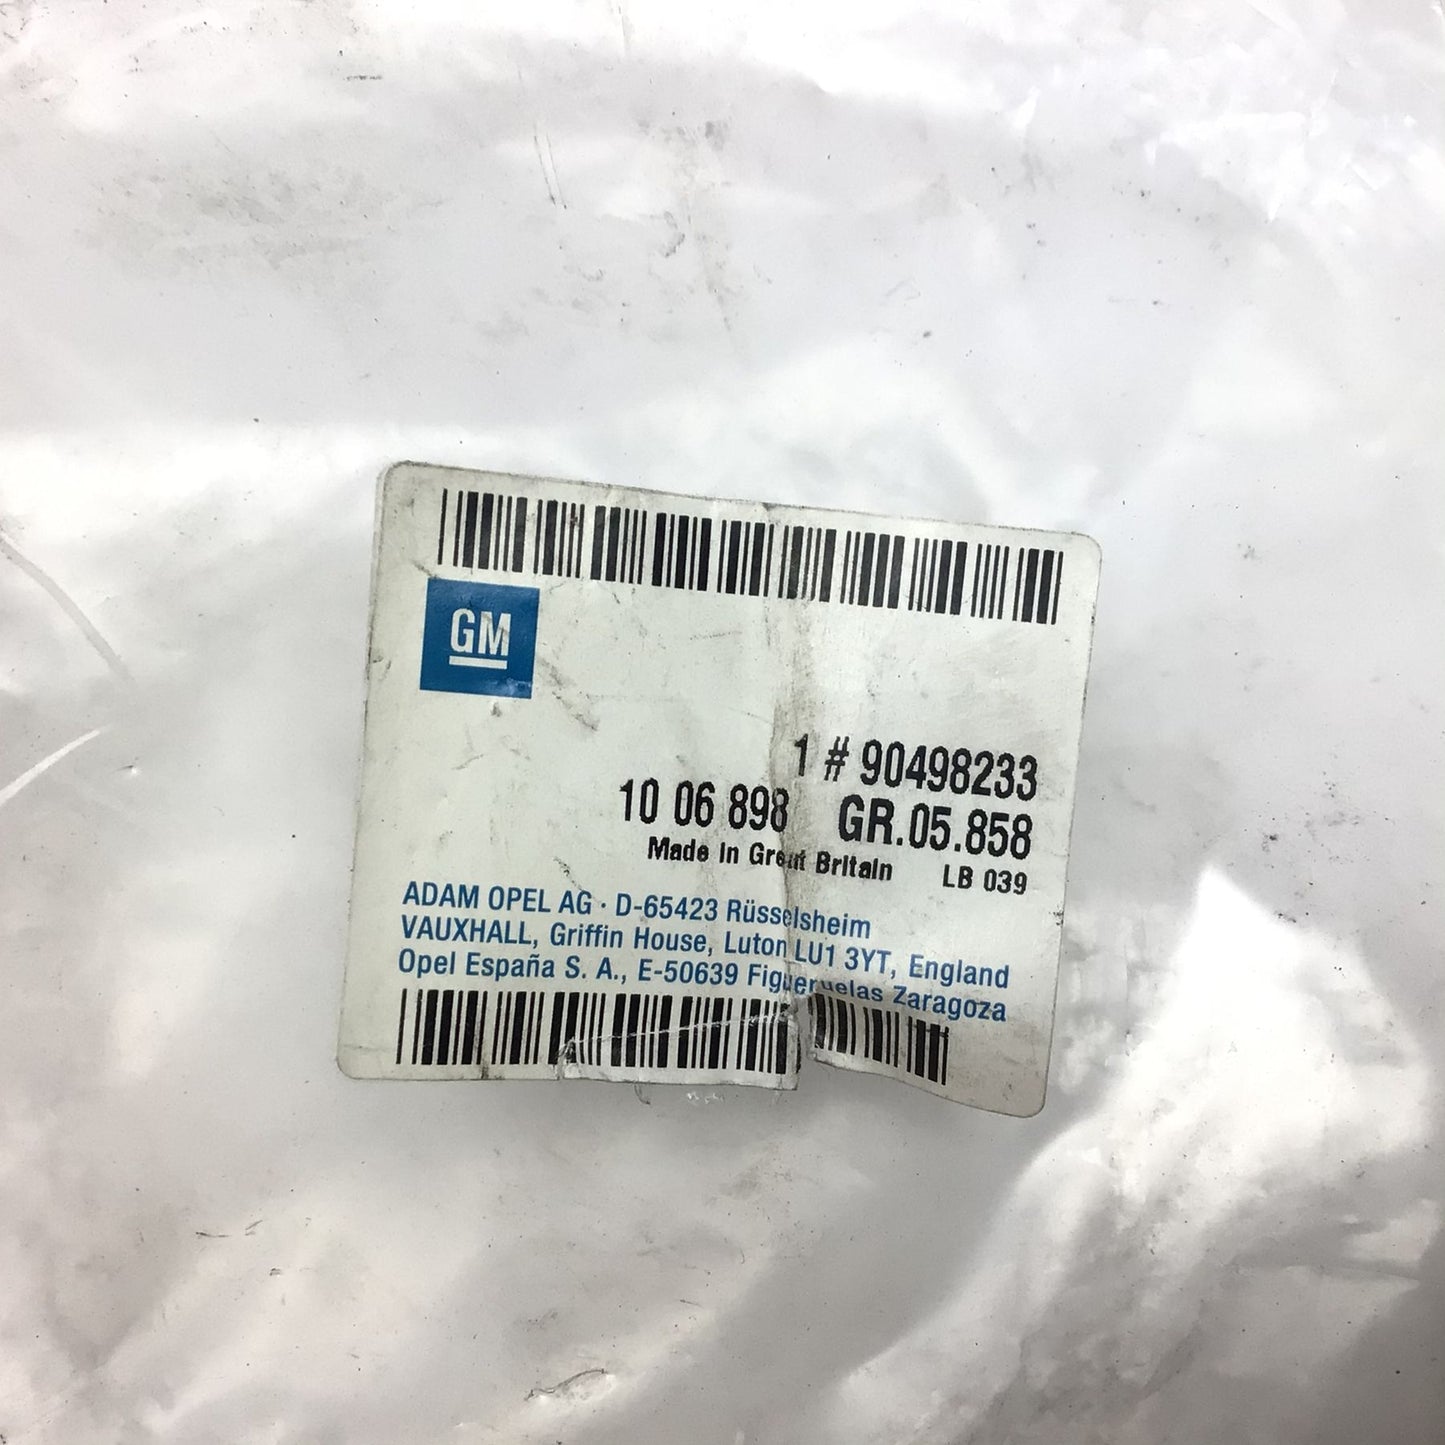 GM
1 # 90498233
10 06 898 GR.05.858
Made in Great Britain LB 039
ADAM OPEL AG · D-65423 Rüsselsheim
VAUXHALL, Griffin House, Luton LU1 3YT, England
Opel España S. A., E-50639 Figueruelas Zaragoza